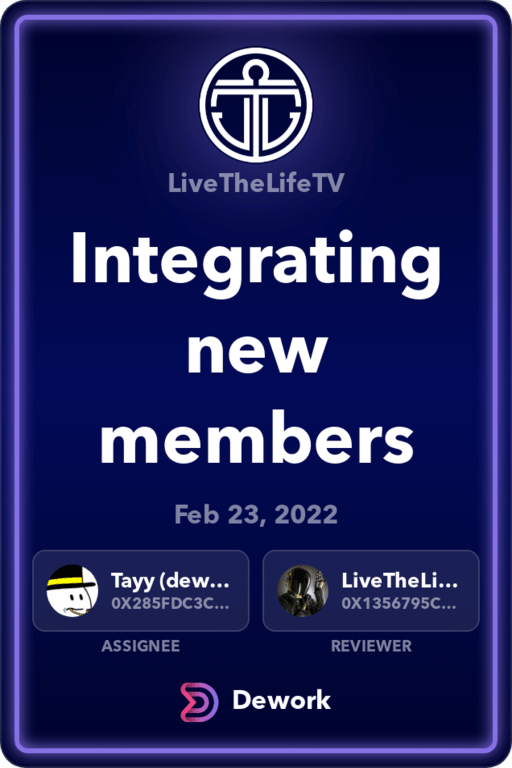 LiveTheLifeTV
Integrating
new
members
Feb 23, 2022
Tayy (dew...
0X285FDC3C...
ASSIGNEE
LiveTheLi...
0X1356795C...
REVIEWER
Dework